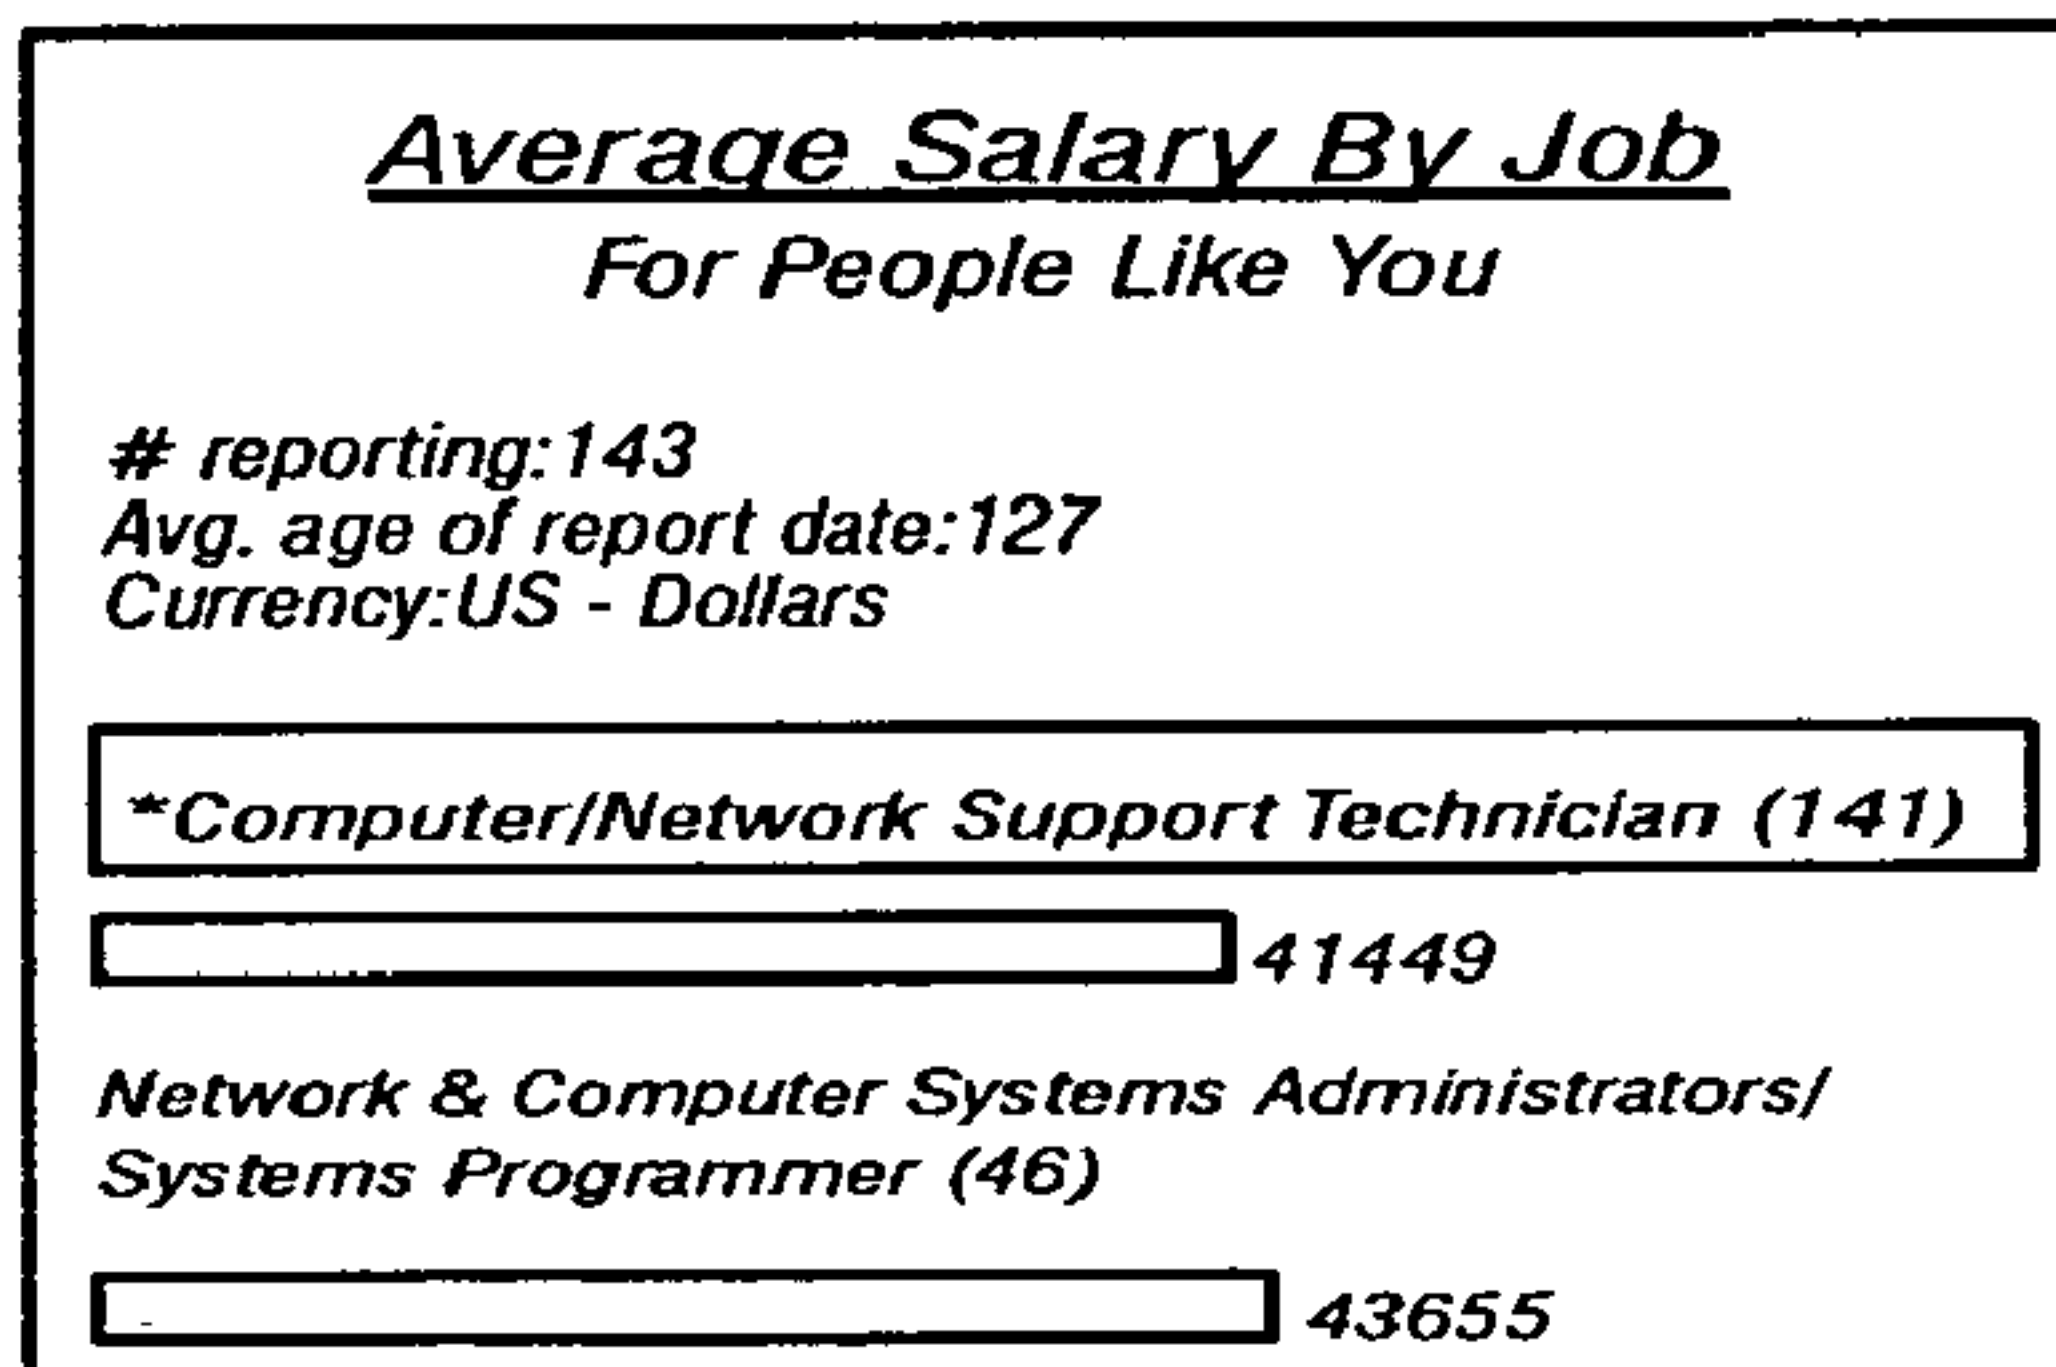 Average Salary By Job
For People Like You
# reporting:143
Avg. age of report date:127
Currency:US - Dollars
*Computer/Network Support Technician (141)
41449
Network & Computer Systems Administrators/
Systems Programmer (46)
43655